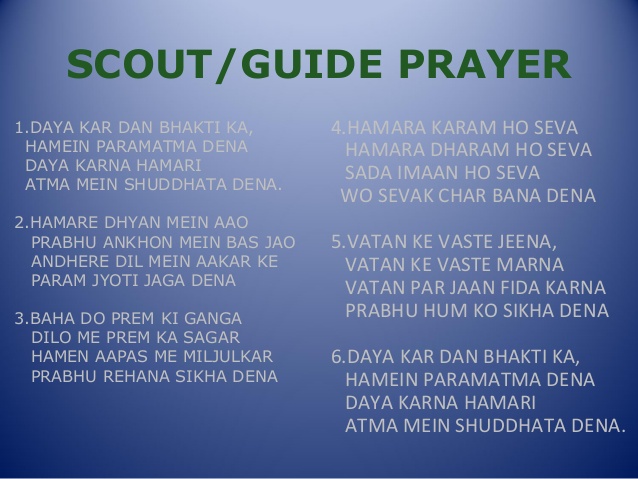 SCOUT/GUIDE PRAYER
1.DAYA KAR DAN BHAKTI KA,
HAMEIN PARAMATMA DENA
DAYA KARNA HAMARI
ATMA MEIN SHUDDHATA DENA.
2.HAMARE DHYAN MEIN AAO
PRABHU ANKHON MEIN BAS JAO
ANDHERE DIL MEIN AAKAR KE
PARAM JYOTI JAGA DENA
3.BAHA DO PREM KI GANGA
DILO ME PREM KA SAGAR
HAMEN AAPAS ME MILJULKAR
PRABHU REHANA SIKHA DENA
4.HAMARA KARAM HO SEVA
HAMARA DHARAM HO SEVA
SADA IMAAN HO SEVA
WO SEVAK CHAR BANA DENA
5.VATAN KE VASTE JEENA,
VATAN KE VASTE MARNA
VATAN PAR JAAN FIDA KARNA
PRABHU HUM KO SIKHA DENA
6.DAYA KAR DAN BHAKTI KA,
HAMEIN PARAMATMA DENA
DAYA KARNA HAMARI
ATMA MEIN SHUDDHATA DENA.